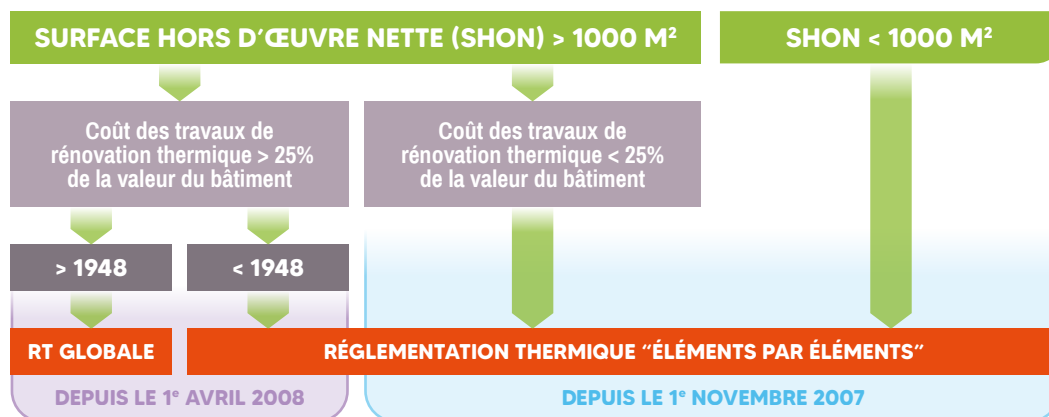 SURFACE HORS D’ŒUVRE NETTE (SHON) > 1000 M²
SHON < 1000 M²
Coût des travaux de
rénovation thermique > 25%
de la valeur du bâtiment
Coût des travaux de
rénovation thermique < 25%
de la valeur du bâtiment
> 1948
< 1948
RT GLOBALE
RÉGLEMENTATION THERMIQUE “ÉLÉMENTS PAR ÉLÉMENTS”
DEPUIS LE 1ᵉ AVRIL 2008
DEPUIS LE 1ᵉ NOVEMBRE 2007